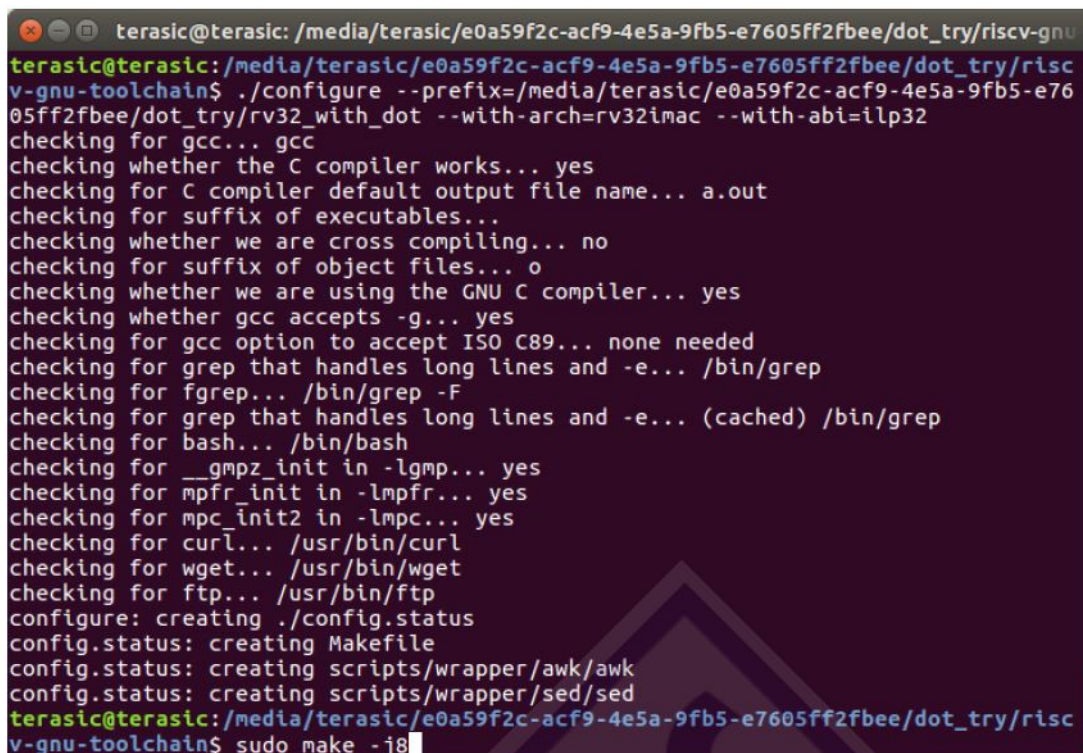 terasic@terasic: /media/terasic/e0a59f2c-acf9-4e5a-9fb5-e7605ff2fbee/dot_try/riscv-gnu
terasic@terasic:/media/terasic/e0a59f2c-acf9-4e5a-9fb5-e7605ff2fbee/dot_try/risc
v-gnu-toolchain$ ./configure --prefix=/media/terasic/e0a59f2c-acf9-4e5a-9fb5-e76
05ff2fbee/dot_try/rv32_with_dot --with-arch=rv32imac --with-abi=ilp32
checking for gcc... gcc
checking whether the C compiler works... yes
checking for C compiler default output file name... a.out
checking for suffix of executables...
checking whether we are cross compiling... no
checking for suffix of object files... o
checking whether we are using the GNU C compiler... yes
checking whether gcc accepts -g... yes
checking for gcc option to accept ISO C89... none needed
checking for grep that handles long lines and -e... /bin/grep
checking for fgrep... /bin/grep -F
checking for grep that handles long lines and -e... (cached) /bin/grep
checking for bash... /bin/bash
checking for __gmpz_init in -lgmp... yes
checking for mpfr_init in -lmpfr... yes
checking for mpc_init2 in -lmpc... yes
checking for curl... /usr/bin/curl
checking for wget... /usr/bin/wget
checking for ftp... /usr/bin/ftp
configure: creating ./config.status
config.status: creating Makefile
config.status: creating scripts/wrapper/awk/awk
config.status: creating scripts/wrapper/sed/sed
terasic@terasic:/media/terasic/e0a59f2c-acf9-4e5a-9fb5-e7605ff2fbee/dot_try/risc
v-gnu-toolchain$ sudo make -j8